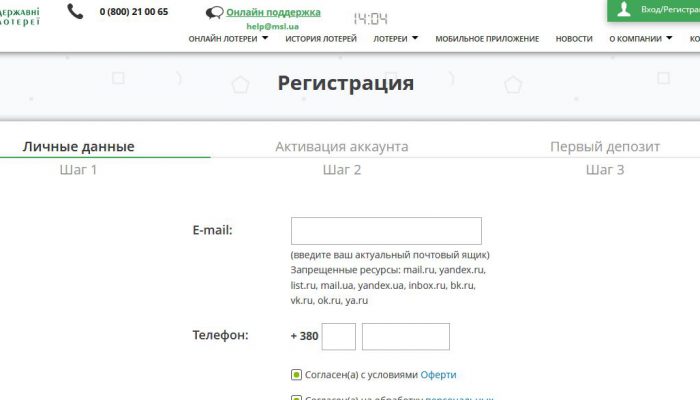 державні
лотереї
0 (800) 21 00 65
Онлайн поддержка
help@msl.ua
14:04
Вход/Регистрац
ОНЛАЙН ЛОТЕРЕИ ИСТОРИЯ ЛОТЕРЕЙ ЛОТЕРЕИ МОБИЛЬНОЕ ПРИЛОЖЕНИЕ НОВОСТИ О КОМПАНИИ КО
Регистрация
Личные данные Активация аккаунта Первый депозит
Шаг 1 Шаг 2 Шаг 3
E-mail:
(введите ваш актуальный почтовый ящик)
Запрещенные ресурсы: mail.ru, yandex.ru,
list.ru, mail.ua, yandex.ua, inbox.ru, bk.ru,
vk.ru, ok.ru, ya.ru
Телефон: + 380
Согласен(а) с условиями Оферти
Согласен(а) на обработку персональных